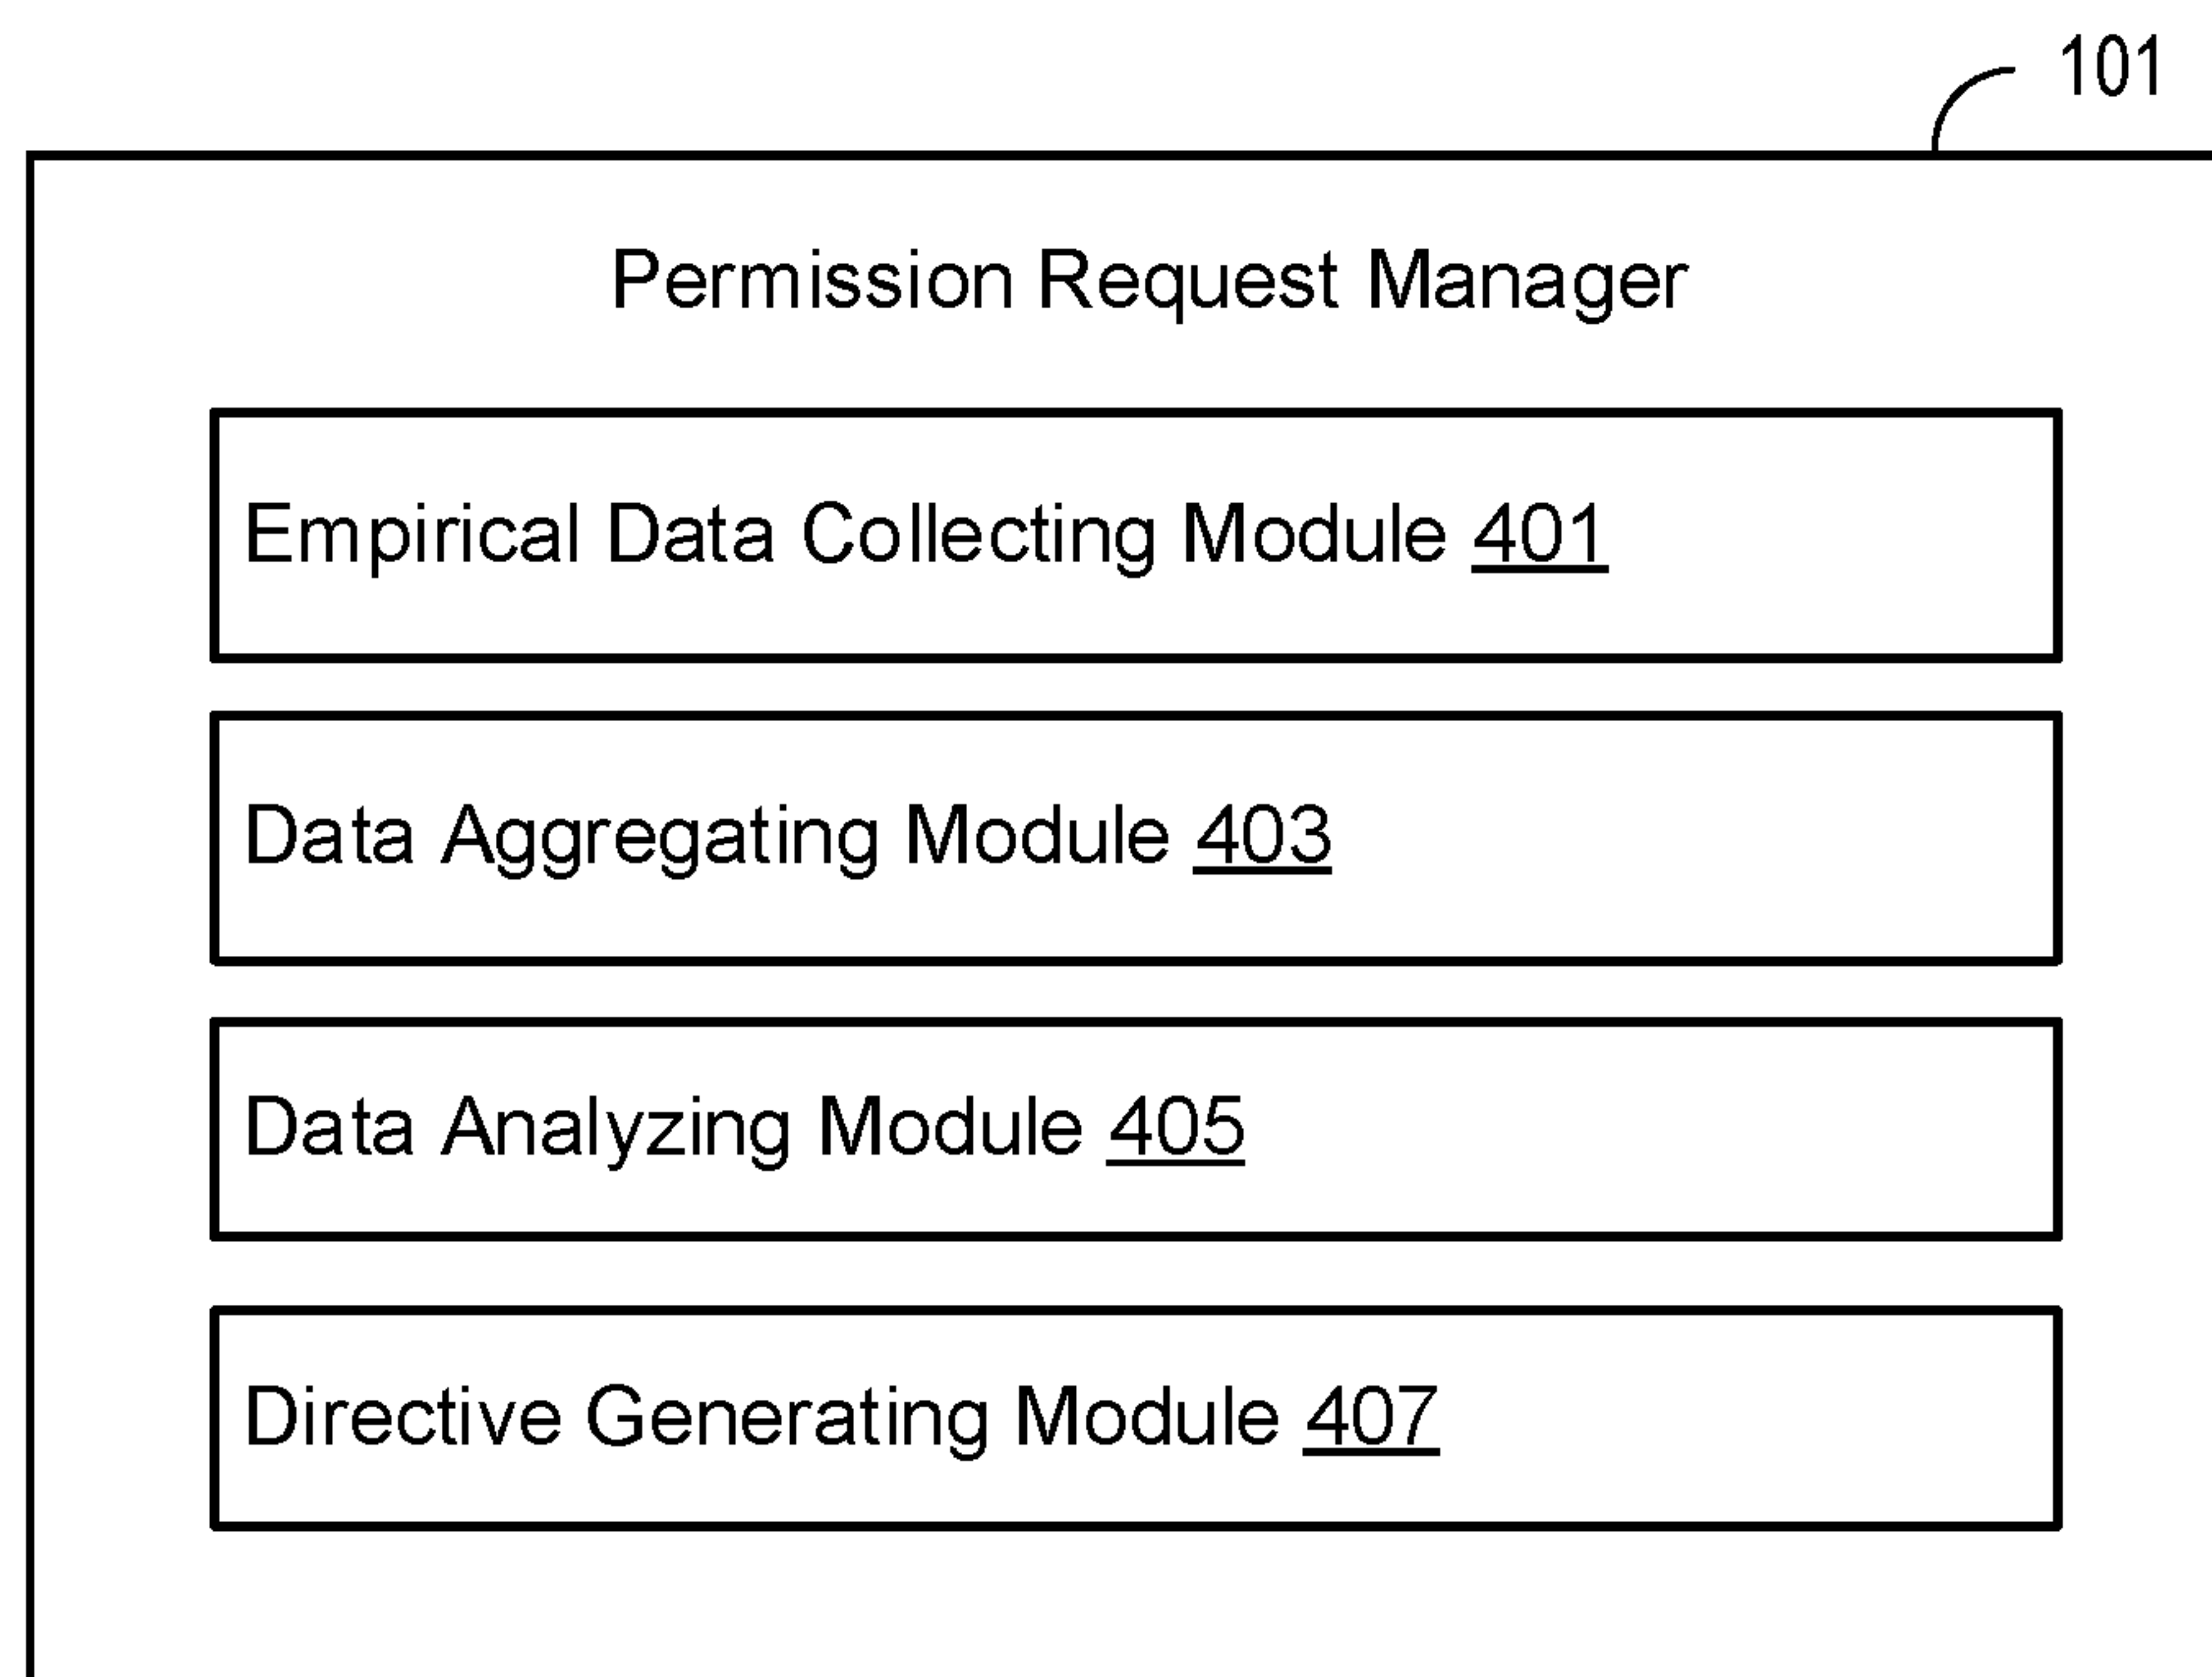 101
Permission Request Manager
Empirical Data Collecting Module 401
Data Aggregating Module 403
Data Analyzing Module 405
Directive Generating Module 407